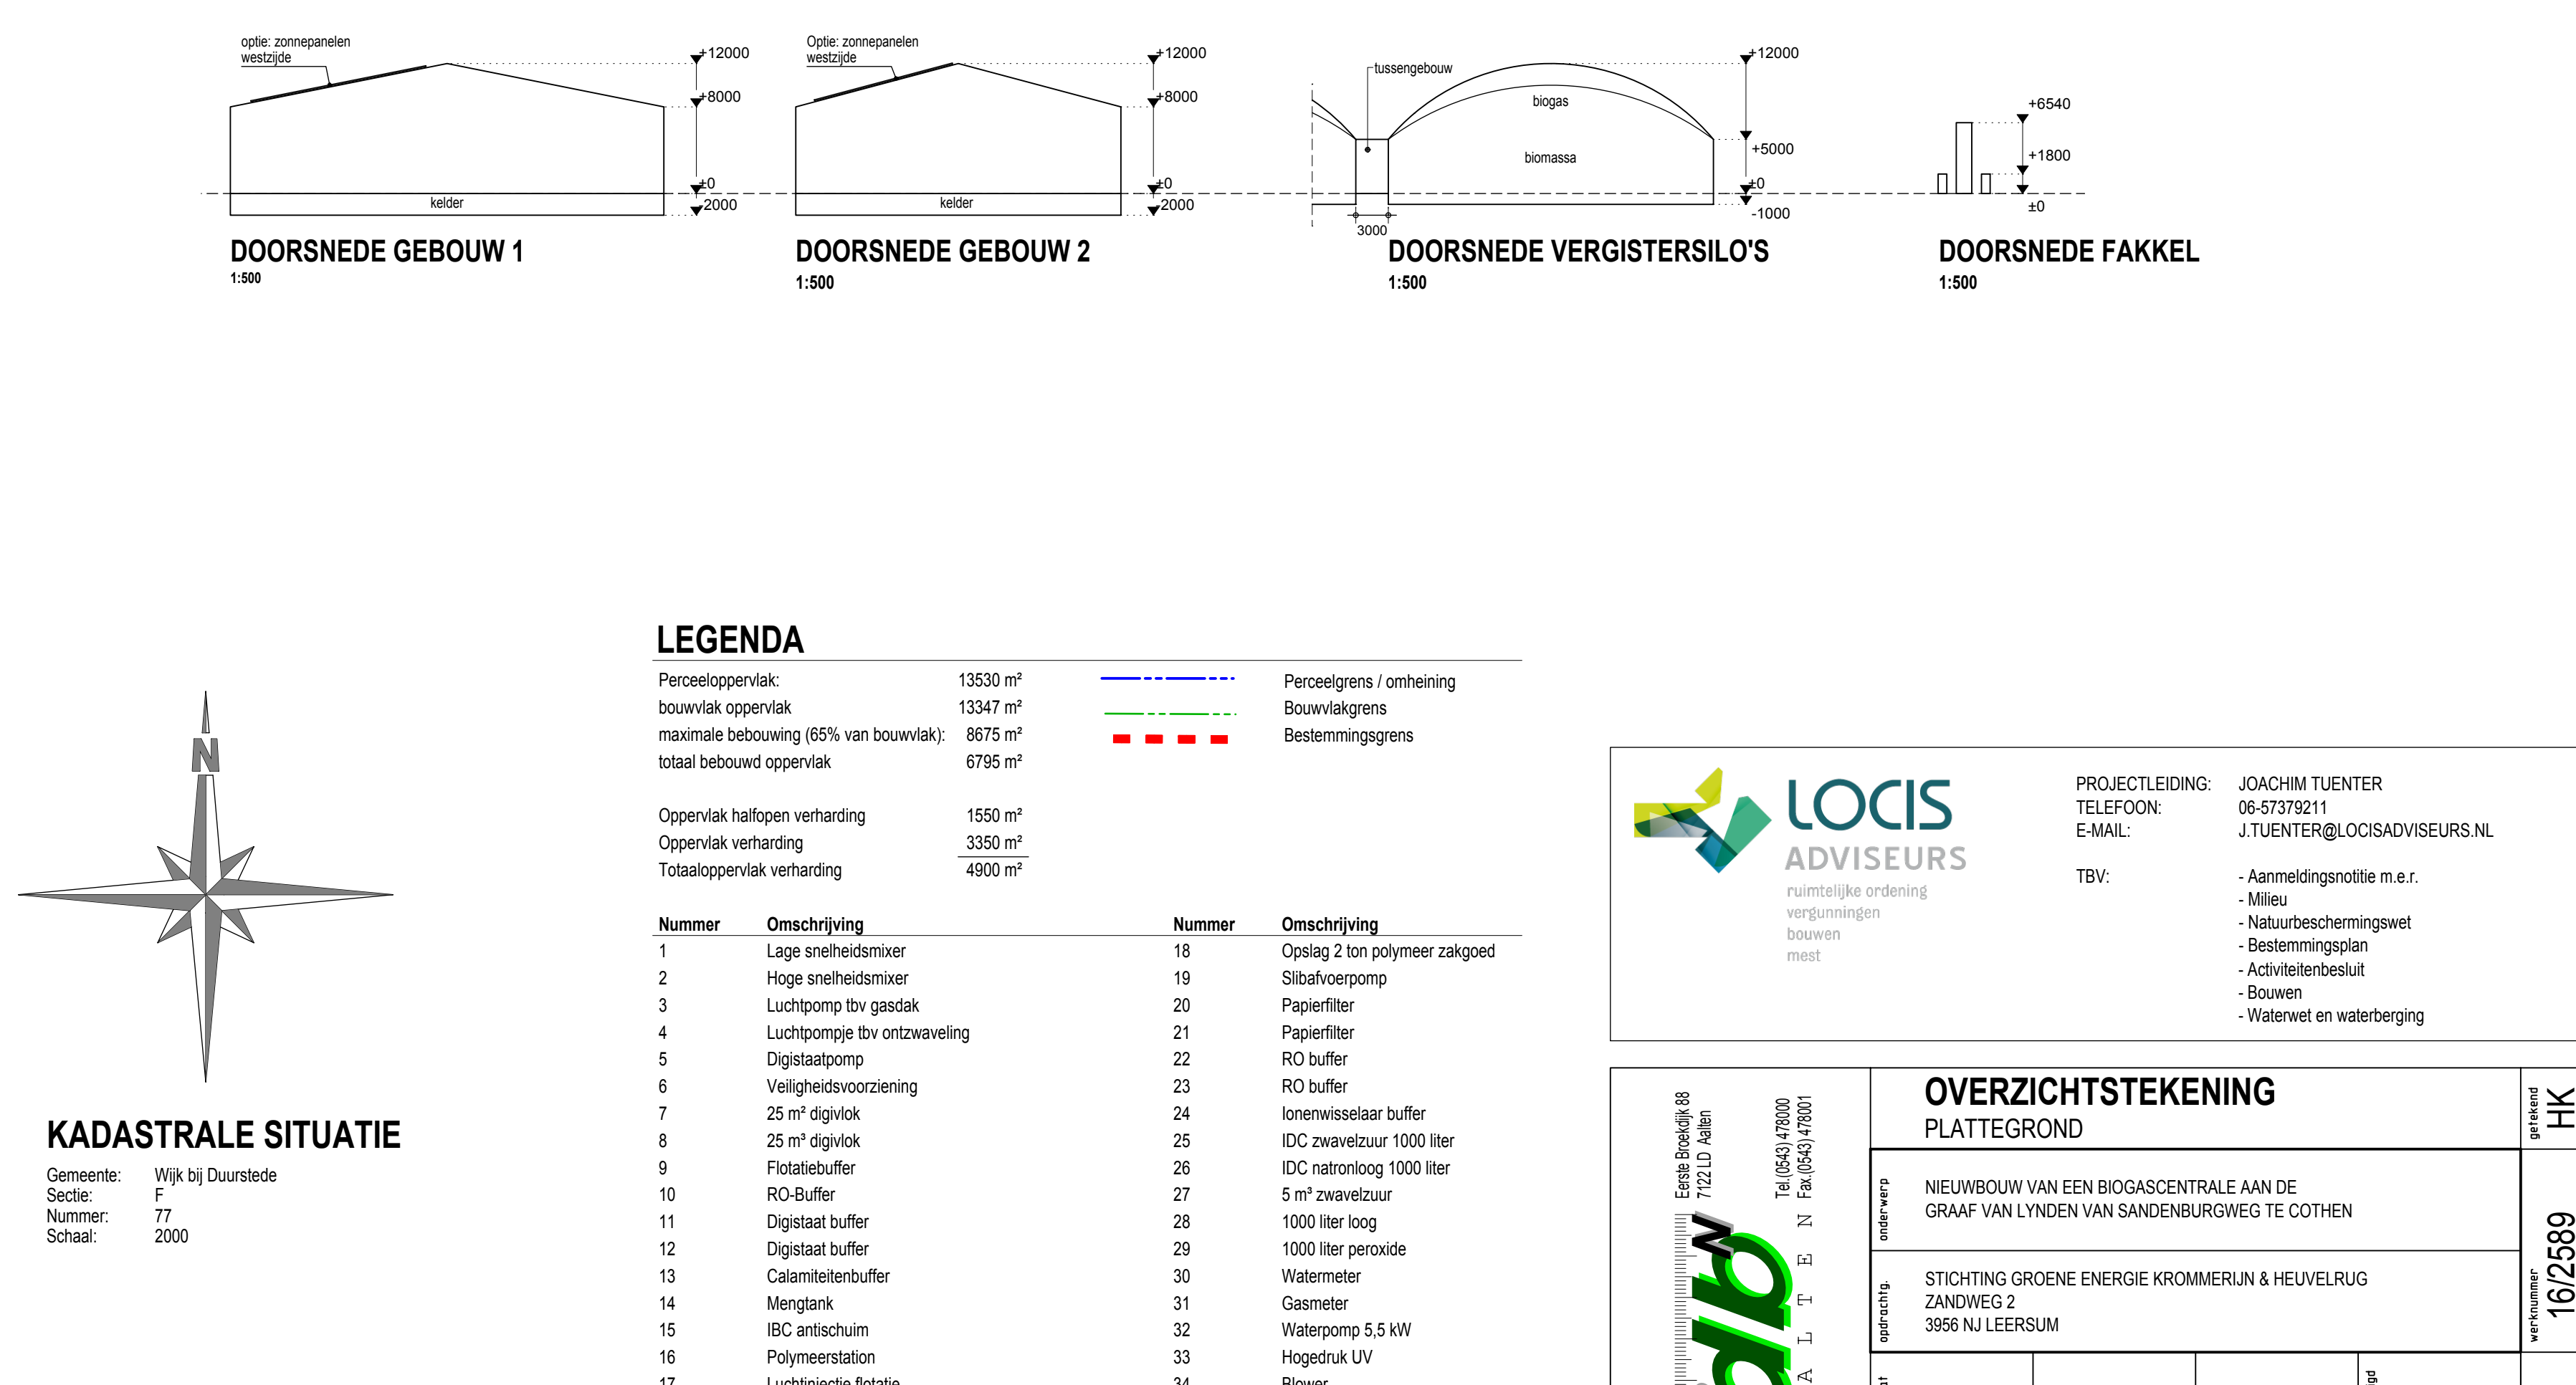 optie: zonnepanelen
westzijde
+12000
+8000
±0
-2000
kelder
DOORSNEDE GEBOUW 1
1:500
Optie: zonnepanelen
westzijde
+12000
+8000
±0
-2000
kelder
DOORSNEDE GEBOUW 2
1:500
tussengebouw
biogas
biomassa
+12000
+5000
±0
-1000
3000
DOORSNEDE VERGISTERSILO'S
1:500
+6540
+1800
±0
DOORSNEDE FAKKEL
1:500
LEGENDA
Perceeloppervlak: 13530 m²
bouwvlak oppervlak 13347 m²
maximale bebouwing (65% van bouwvlak): 8675 m²
totaal bebouwd oppervlak 6795 m²
Oppervlak halfopen verharding 1550 m²
Oppervlak verharding 3350 m²
Totaaloppervlak verharding 4900 m²
Perceelgrens / omheining
Bouwvlakgrens
Bestemmingsgrens
Nummer Omschrijving
1 Lage snelheidsmixer
2 Hoge snelheidsmixer
3 Luchtpomp tbv gasdak
4 Luchtpompje tbv ontzwaveling
5 Digistaatpomp
6 Veiligheidsvoorziening
7 25 m² digivlok
8 25 m³ digivlok
9 Flotatiebuffer
10 RO-Buffer
11 Digistaat buffer
12 Digistaat buffer
13 Calamiteitenbuffer
14 Mengtank
15 IBC antischuim
16 Polymeerstation
17 Luchtinjectie flotatie
Nummer Omschrijving
18 Opslag 2 ton polymeer zakgoed
19 Slibafvoerpomp
20 Papierfilter
21 Papierfilter
22 RO buffer
23 RO buffer
24 Ionenwisselaar buffer
25 IDC zwavelzuur 1000 liter
26 IDC natronloog 1000 liter
27 5 m³ zwavelzuur
28 1000 liter loog
29 1000 liter peroxide
30 Watermeter
31 Gasmeter
32 Waterpomp 5,5 kW
33 Hogedruk UV
34 Blower
N
KADASTRALE SITUATIE
Gemeente: Wijk bij Duurstede
Sectie: F
Nummer: 77
Schaal: 2000
LOCIS
ADVISEURS
ruimtelijke ordening
vergunningen
bouwen
mest
PROJECTLEIDING: JOACHIM TUENTER
TELEFOON: 06-57379211
E-MAIL: J.TUENTER@LOCISADVISEURS.NL
TBV: - Aanmeldingsnotitie m.e.r.
- Milieu
- Natuurbeschermingswet
- Bestemmingsplan
- Activiteitenbesluit
- Bouwen
- Waterwet en waterberging
Eerste Broekdijk 88
7122 LD Aalten
Tel.(0543) 478000
Fax.(0543) 478001
A L T E N
OVERZICHTSTEKENING
PLATTEGROND
getekend
HK
onderwerp
NIEUWBOUW VAN EEN BIOGASCENTRALE AAN DE
GRAAF VAN LYNDEN VAN SANDENBURGWEG TE COTHEN
opdrachtg.
STICHTING GROENE ENERGIE KROMMERIJN & HEUVELRUG
ZANDWEG 2
3956 NJ LEERSUM
werknummer
16/2589